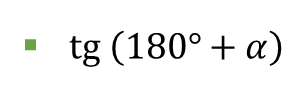 ▪ tg (180° + α)